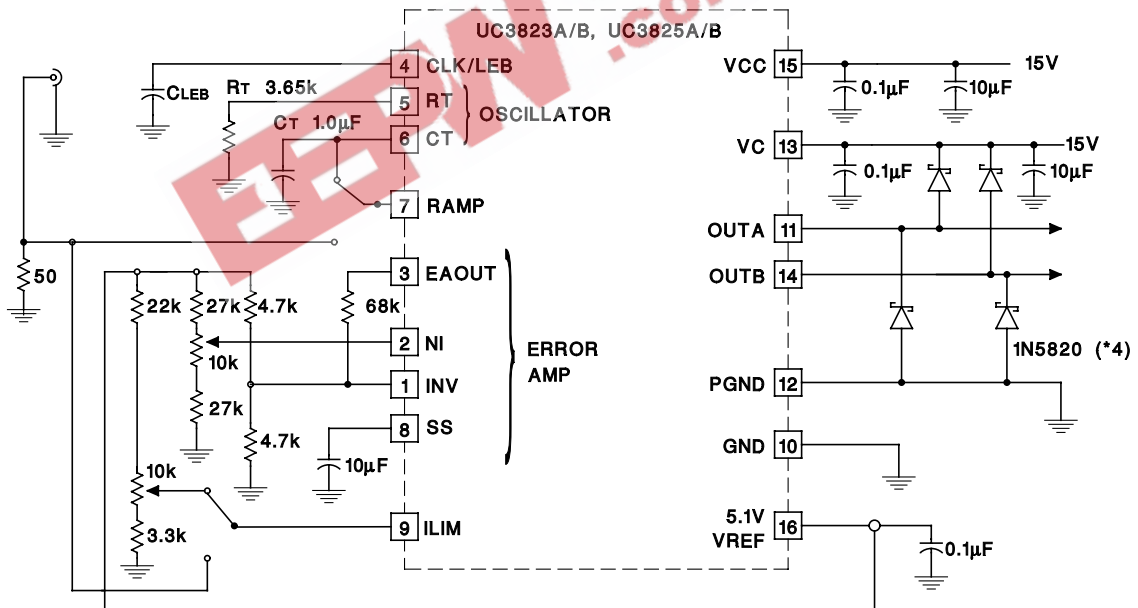 UC3823A/B, UC3825A/B
4 CLK/LEB
CLEB
RT 3.65k
5 RT
CT 1.0μF
6 CT
OSCILLATOR
7 RAMP
50
3 EAOUT
22k
27k
4.7k
68k
2 NI
10k
1 INV
ERROR
AMP
27k
8 SS
4.7k
10μF
10k
9 ILIM
3.3k
VCC 15
15V
0.1μF
10μF
VC 13
15V
0.1μF
10μF
OUTA 11
OUTB 14
1N5820 (*4)
PGND 12
GND 10
5.1V
VREF 16
0.1μF
EEPW.com